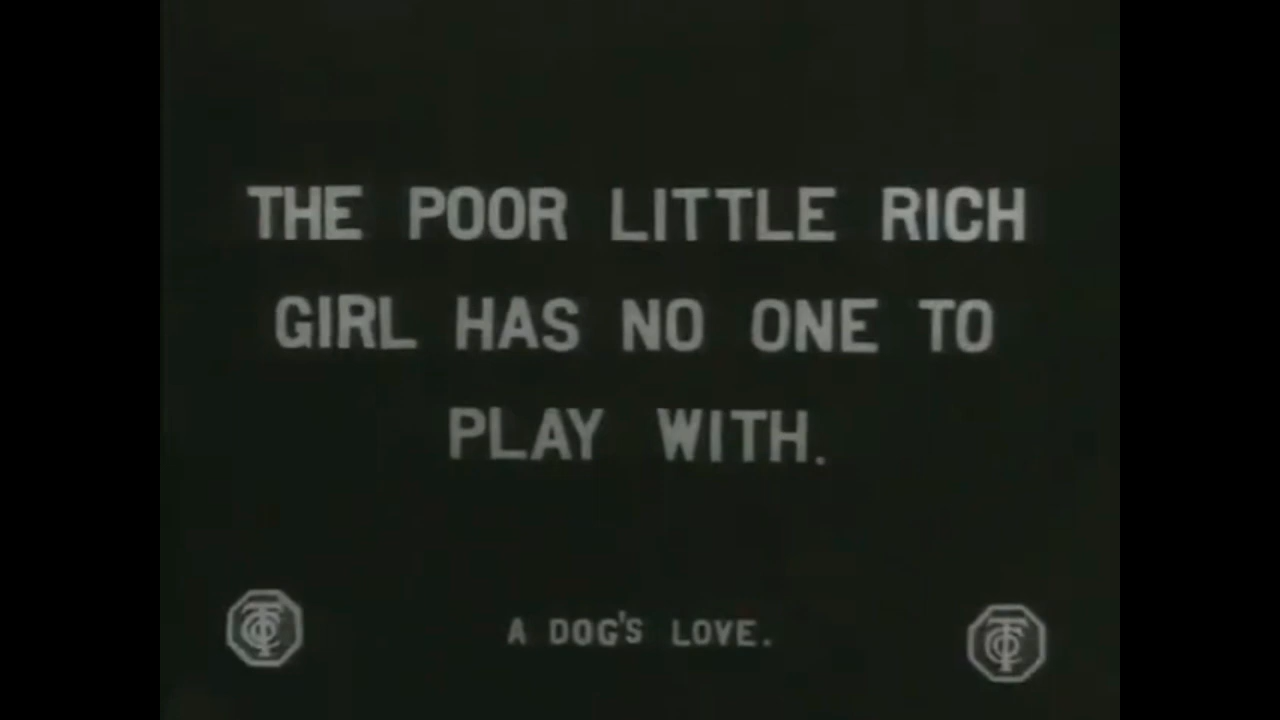 THE POOR LITTLE RICH
GIRL HAS NO ONE TO
PLAY WITH.
A DOG'S LOVE.